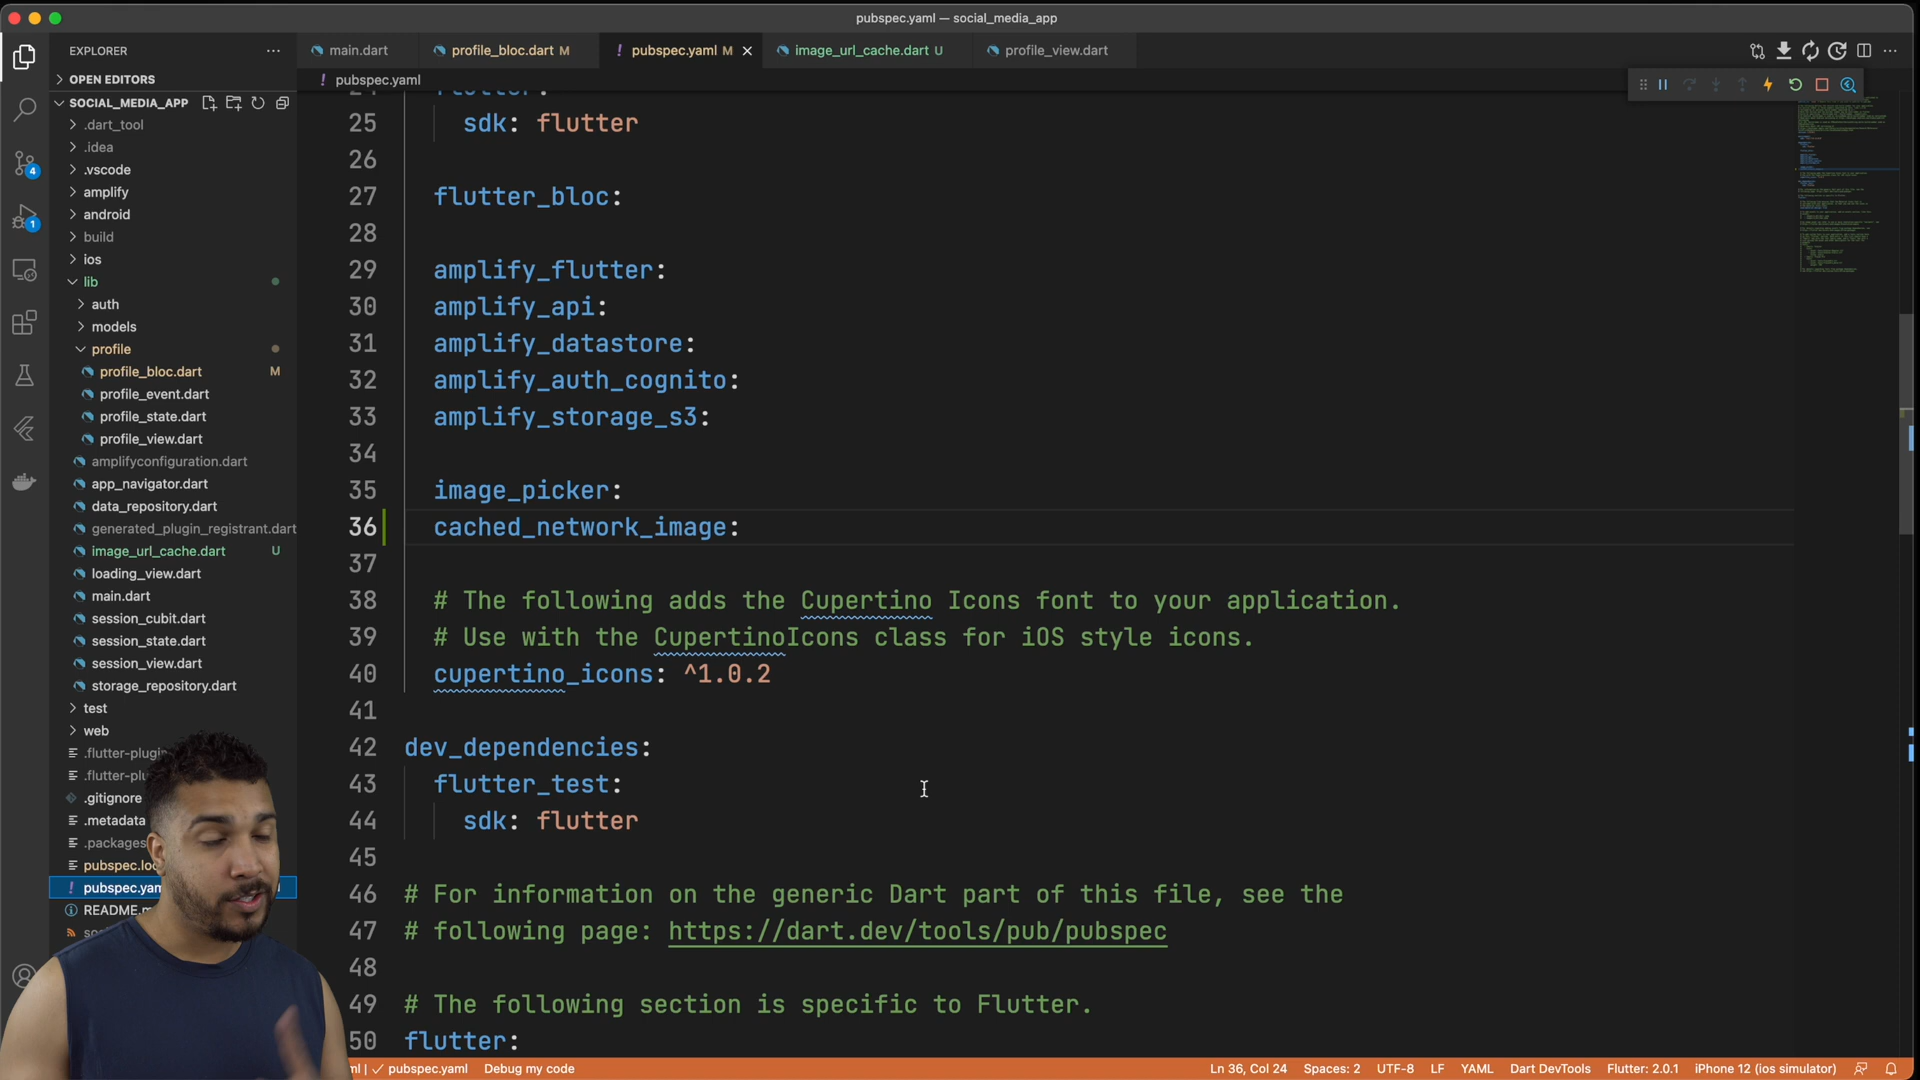 pubspec.yaml — social_media_app
EXPLORER
main.dart
profile_bloc.dart M
! pubspec.yaml M
image_url_cache.dart U
profile_view.dart
OPEN EDITORS
! pubspec.yaml
SOCIAL_MEDIA_APP
.dart_tool
.idea
.vscode
amplify
android
build
ios
lib
auth
models
profile
profile_bloc.dart M
profile_event.dart
profile_state.dart
profile_view.dart
amplifyconfiguration.dart
app_navigator.dart
data_repository.dart
generated_plugin_registrant.dart
image_url_cache.dart U
loading_view.dart
main.dart
session_cubit.dart
session_state.dart
session_view.dart
storage_repository.dart
test
web
.gitignore
.metadata
.packages
4
1
24 flutter:
25 sdk: flutter
26
27 flutter_bloc:
28
29 amplify_flutter:
30 amplify_api:
31 amplify_datastore:
32 amplify_auth_cognito:
33 amplify_storage_s3:
34
35 image_picker:
36 cached_network_image:
37
38 # The following adds the Cupertino Icons font to your application.
39 # Use with the CupertinoIcons class for iOS style icons.
40 cupertino_icons: ^1.0.2
41
42 dev_dependencies:
43 flutter_test:
44 sdk: flutter
45
46 # For information on the generic Dart part of this file, see the
47 # following page: https://dart.dev/tools/pub/pubspec
48
49 # The following section is specific to Flutter.
50 flutter:
pubspec.yaml Debug my code Ln 36, Col 24 Spaces: 2 UTF-8 LF YAML Dart DevTools Flutter: 2.0.1 iPhone 12 (ios simulator)